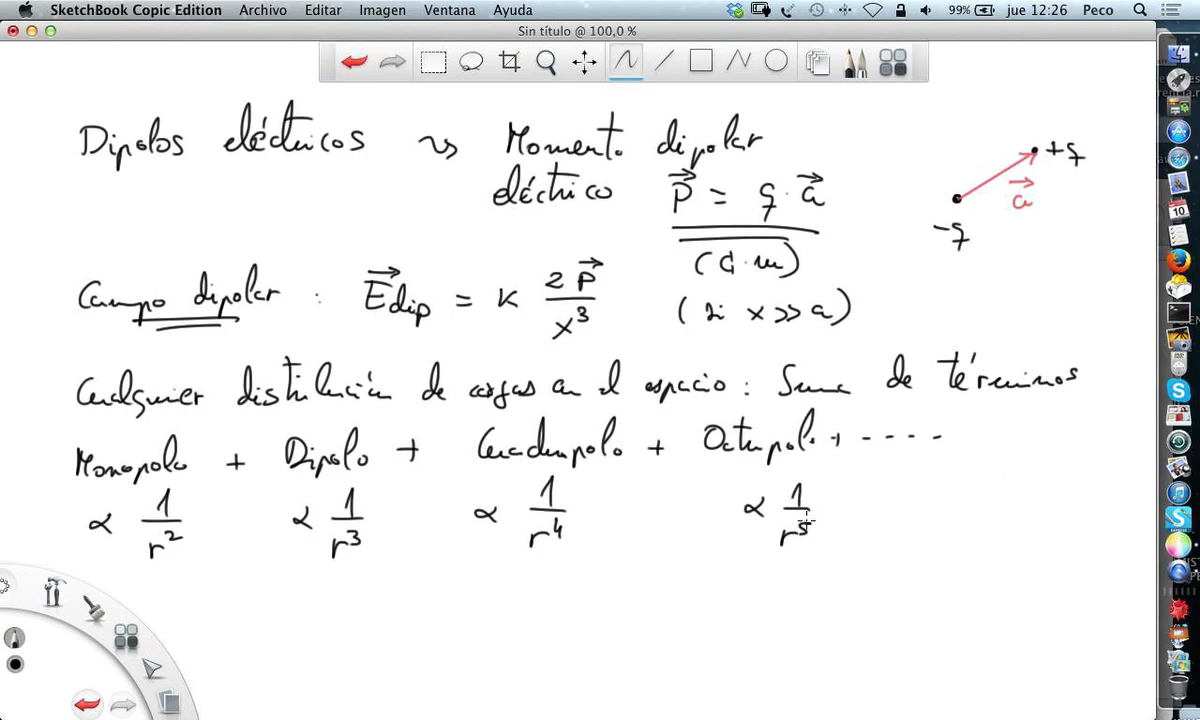 SketchBook Copic Edition Archivo Editar Imagen Ventana Ayuda 99% jue 12:26 Peco
Sin título @ 100,0 %
Dipolos eléctricos ⇝ Momento dipolar
eléctrico P⃗ = q · a⃗
(C·m)
+q
a⃗
-q
Campo dipolar : E⃗dip = K 2 P⃗ / x³ (si x >> a)
Cualquier distribución de cargas en el espacio : Suma de términos
Monopolo + Dipolo + Cuadrupolo + Octupolo + ----
∝ 1/r² ∝ 1/r³ ∝ 1/r⁴ ∝ 1/r⁵
10